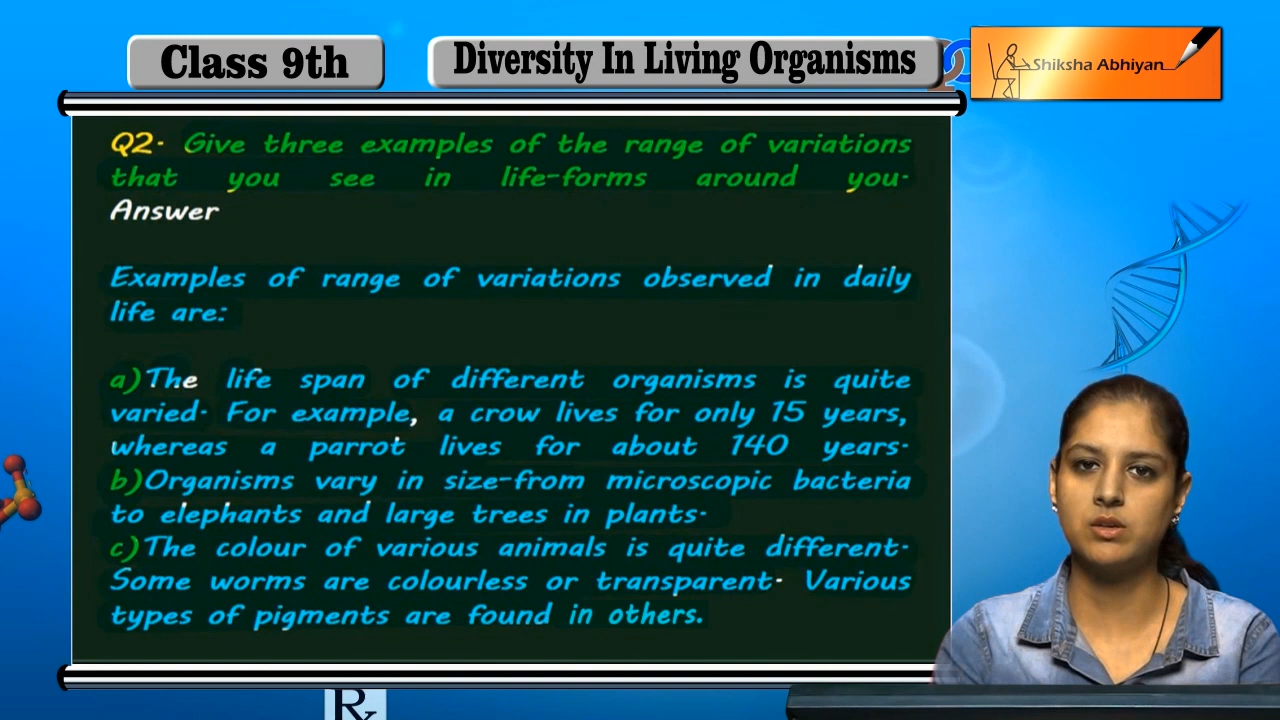 Class 9th
Diversity In Living Organisms
Shiksha Abhiyan
Q2· Give three examples of the range of variations
that you see in life-forms around you·
Answer
Examples of range of variations observed in daily
life are:
a)The life span of different organisms is quite
varied· For example, a crow lives for only 15 years,
whereas a parrot lives for about 140 years·
b)Organisms vary in size-from microscopic bacteria
to elephants and large trees in plants·
c)The colour of various animals is quite different·
Some worms are colourless or transparent· Various
types of pigments are found in others.
Rx